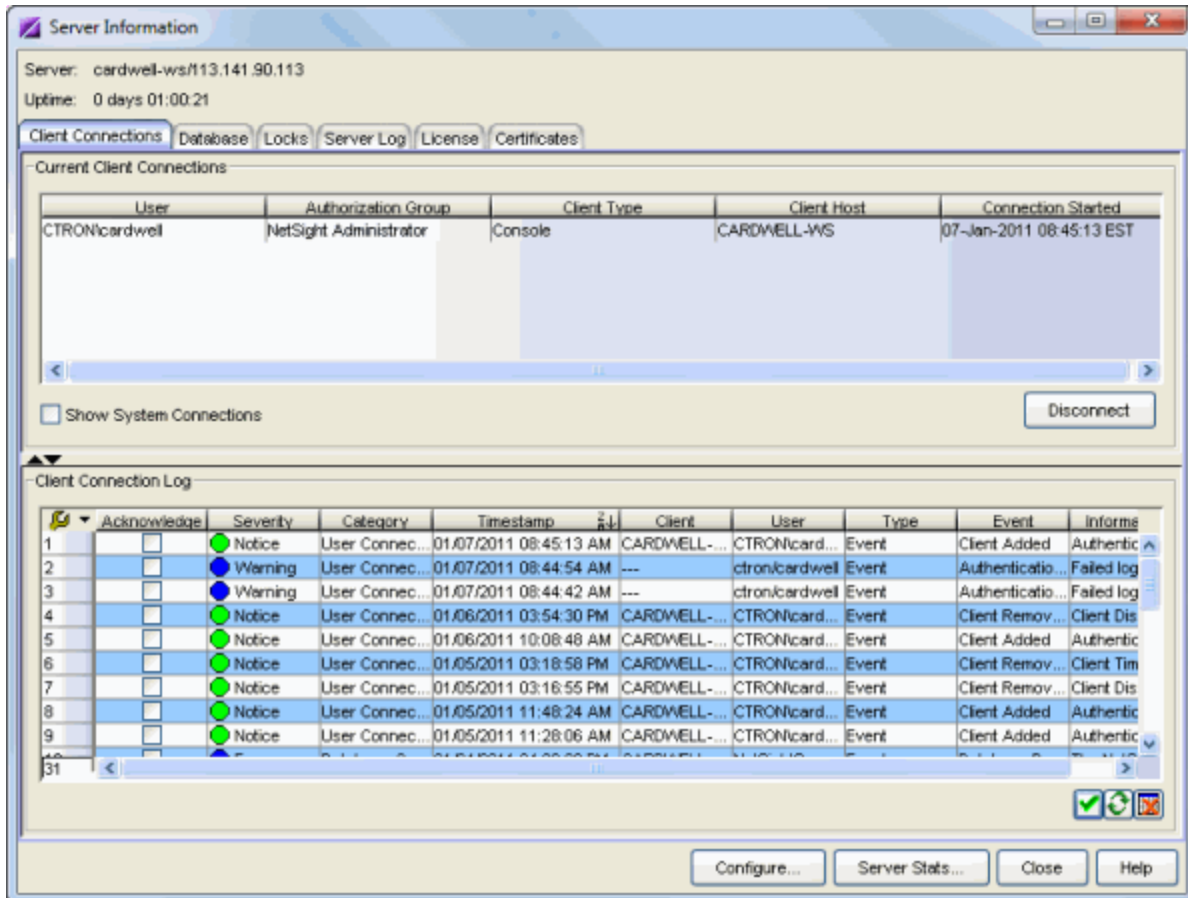 Server Information
Server: cardwell-ws/113.141.90.113
Uptime: 0 days 01:00:21
Client Connections Database Locks Server Log License Certificates
Current Client Connections
User Authorization Group Client Type Client Host Connection Started
CTRON\cardwell NetSight Administrator Console CARDWELL-WS 07-Jan-2011 08:45:13 EST
Show System Connections Disconnect
Client Connection Log
Acknowledge Severity Category Timestamp Client User Type Event Informa
1 Notice User Connec... 01/07/2011 08:45:13 AM CARDWELL-... CTRON\card... Event Client Added Authentic
2 Warning User Connec... 01/07/2011 08:44:54 AM --- ctron/cardwell Event Authenticatio... Failed log
3 Warning User Connec... 01/07/2011 08:44:42 AM --- ctron/cardwell Event Authenticatio... Failed log
4 Notice User Connec... 01/06/2011 03:54:30 PM CARDWELL-... CTRON\card... Event Client Remov... Client Dis
5 Notice User Connec... 01/06/2011 10:08:48 AM CARDWELL-... CTRON\card... Event Client Added Authentic
6 Notice User Connec... 01/05/2011 03:18:58 PM CARDWELL-... CTRON\card... Event Client Remov... Client Tim
7 Notice User Connec... 01/05/2011 03:16:55 PM CARDWELL-... CTRON\card... Event Client Remov... Client Dis
8 Notice User Connec... 01/05/2011 11:48:24 AM CARDWELL-... CTRON\card... Event Client Added Authentic
9 Notice User Connec... 01/05/2011 11:28:06 AM CARDWELL-... CTRON\card... Event Client Added Authentic
31
Configure... Server Stats... Close Help